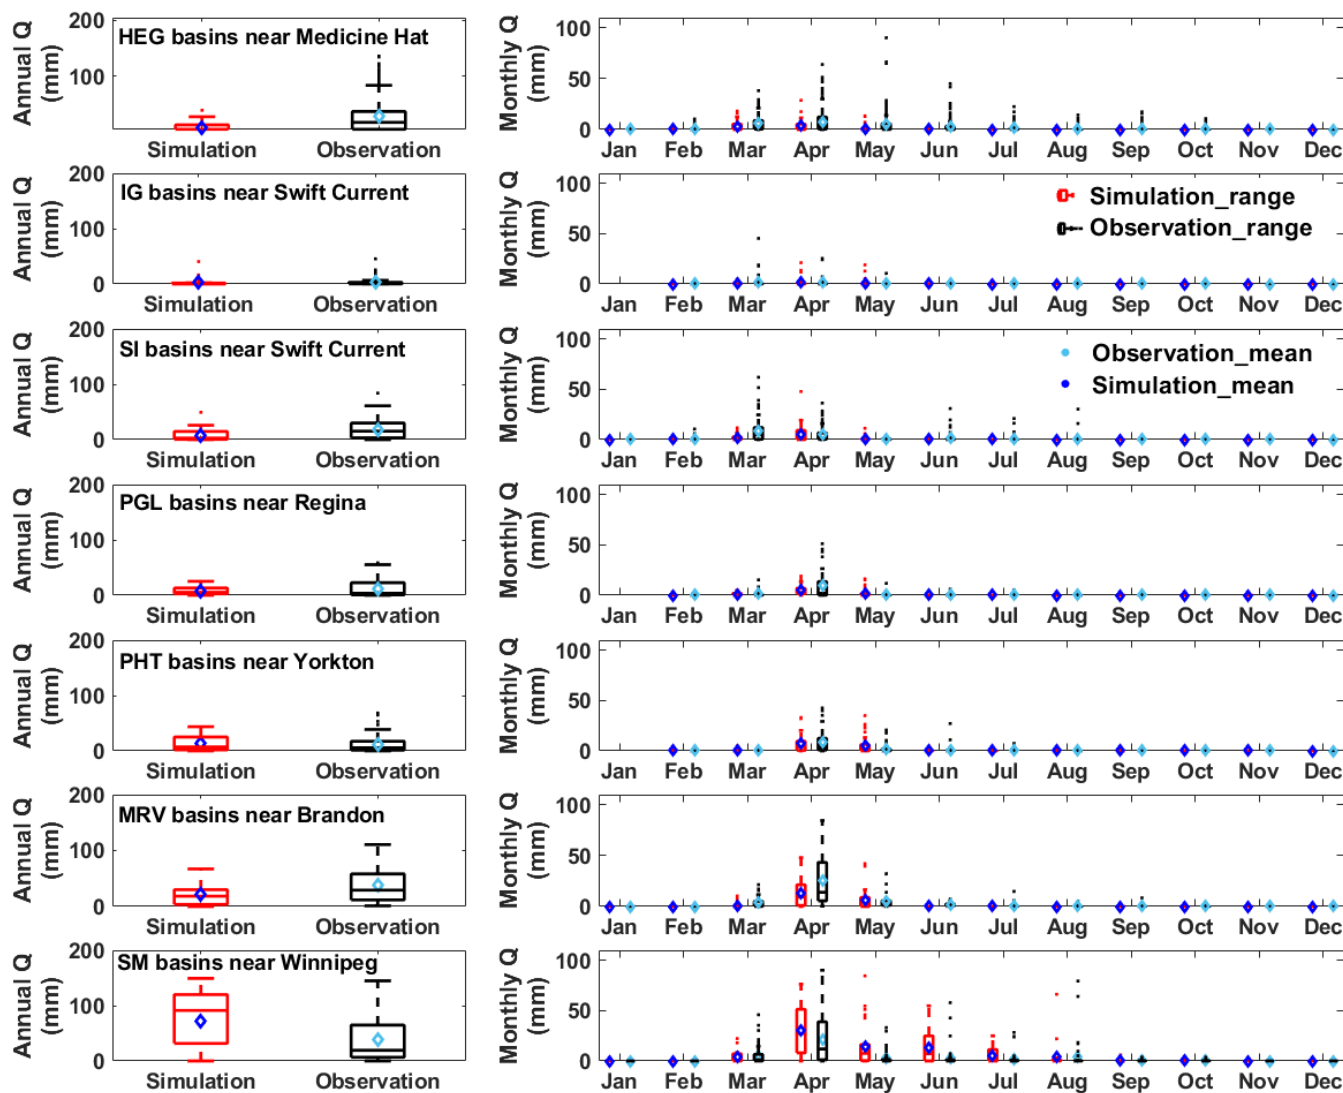 Annual Q
(mm)
200
100
HEG basins near Medicine Hat
Simulation
Observation
Monthly Q
(mm)
100
50
0
Jan Feb Mar Apr May Jun Jul Aug Sep Oct Nov Dec
Annual Q
(mm)
200
100
0
IG basins near Swift Current
Simulation
Observation
Monthly Q
(mm)
100
50
0
Simulation_range
Observation_range
Jan Feb Mar Apr May Jun Jul Aug Sep Oct Nov Dec
Annual Q
(mm)
200
100
0
SI basins near Swift Current
Simulation
Observation
Monthly Q
(mm)
100
50
0
Observation_mean
Simulation_mean
Jan Feb Mar Apr May Jun Jul Aug Sep Oct Nov Dec
Annual Q
(mm)
200
100
0
PGL basins near Regina
Simulation
Observation
Monthly Q
(mm)
100
50
0
Jan Feb Mar Apr May Jun Jul Aug Sep Oct Nov Dec
Annual Q
(mm)
200
100
0
PHT basins near Yorkton
Simulation
Observation
Monthly Q
(mm)
100
50
0
Jan Feb Mar Apr May Jun Jul Aug Sep Oct Nov Dec
Annual Q
(mm)
200
100
0
MRV basins near Brandon
Simulation
Observation
Monthly Q
(mm)
100
50
0
Jan Feb Mar Apr May Jun Jul Aug Sep Oct Nov Dec
Annual Q
(mm)
200
100
0
SM basins near Winnipeg
Simulation
Observation
Monthly Q
(mm)
100
50
0
Jan Feb Mar Apr May Jun Jul Aug Sep Oct Nov Dec